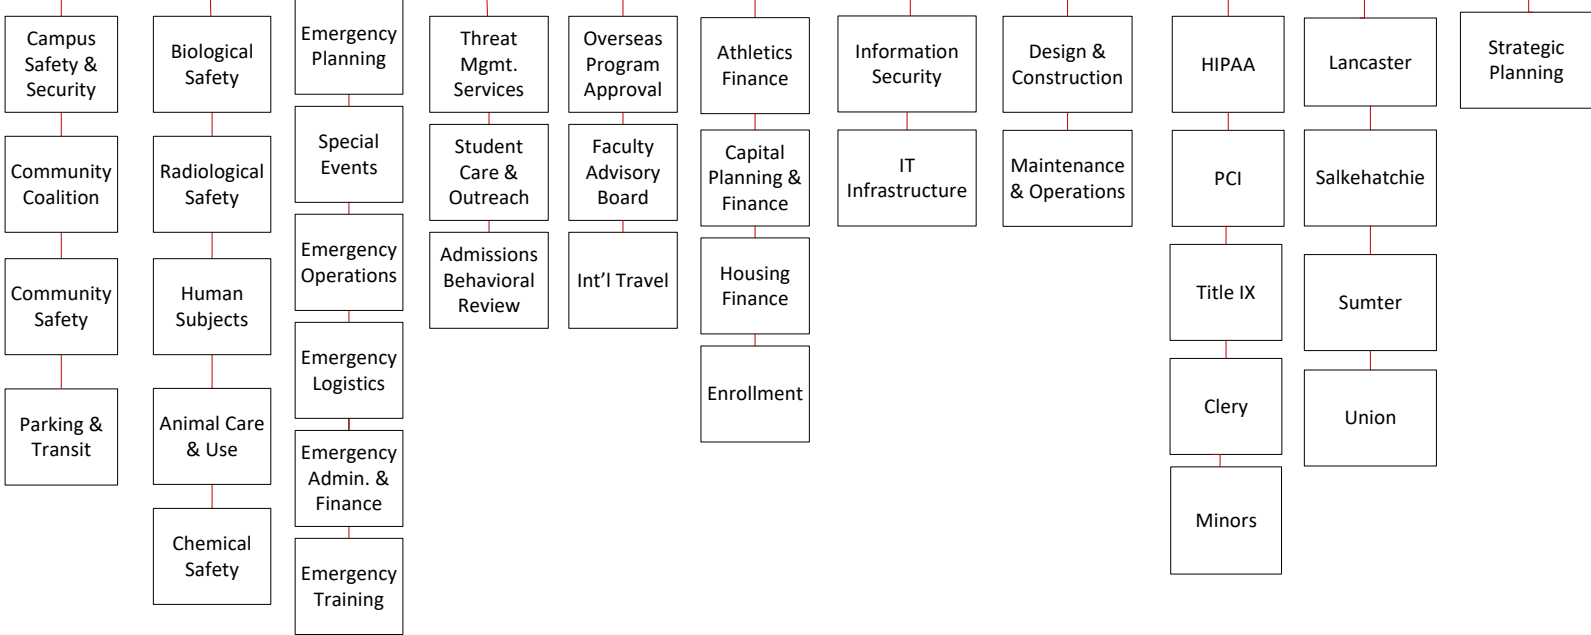 Campus
Safety &
Security
Community
Coalition
Community
Safety
Parking &
Transit
Biological
Safety
Radiological
Safety
Human
Subjects
Animal Care
& Use
Chemical
Safety
Emergency
Planning
Special
Events
Emergency
Operations
Emergency
Logistics
Emergency
Admin. &
Finance
Emergency
Training
Threat
Mgmt.
Services
Student
Care &
Outreach
Admissions
Behavioral
Review
Overseas
Program
Approval
Faculty
Advisory
Board
Int’l Travel
Athletics
Finance
Capital
Planning &
Finance
Housing
Finance
Enrollment
Information
Security
IT
Infrastructure
Design &
Construction
Maintenance
& Operations
HIPAA
PCI
Title IX
Clery
Minors
Lancaster
Salkehatchie
Sumter
Union
Strategic
Planning